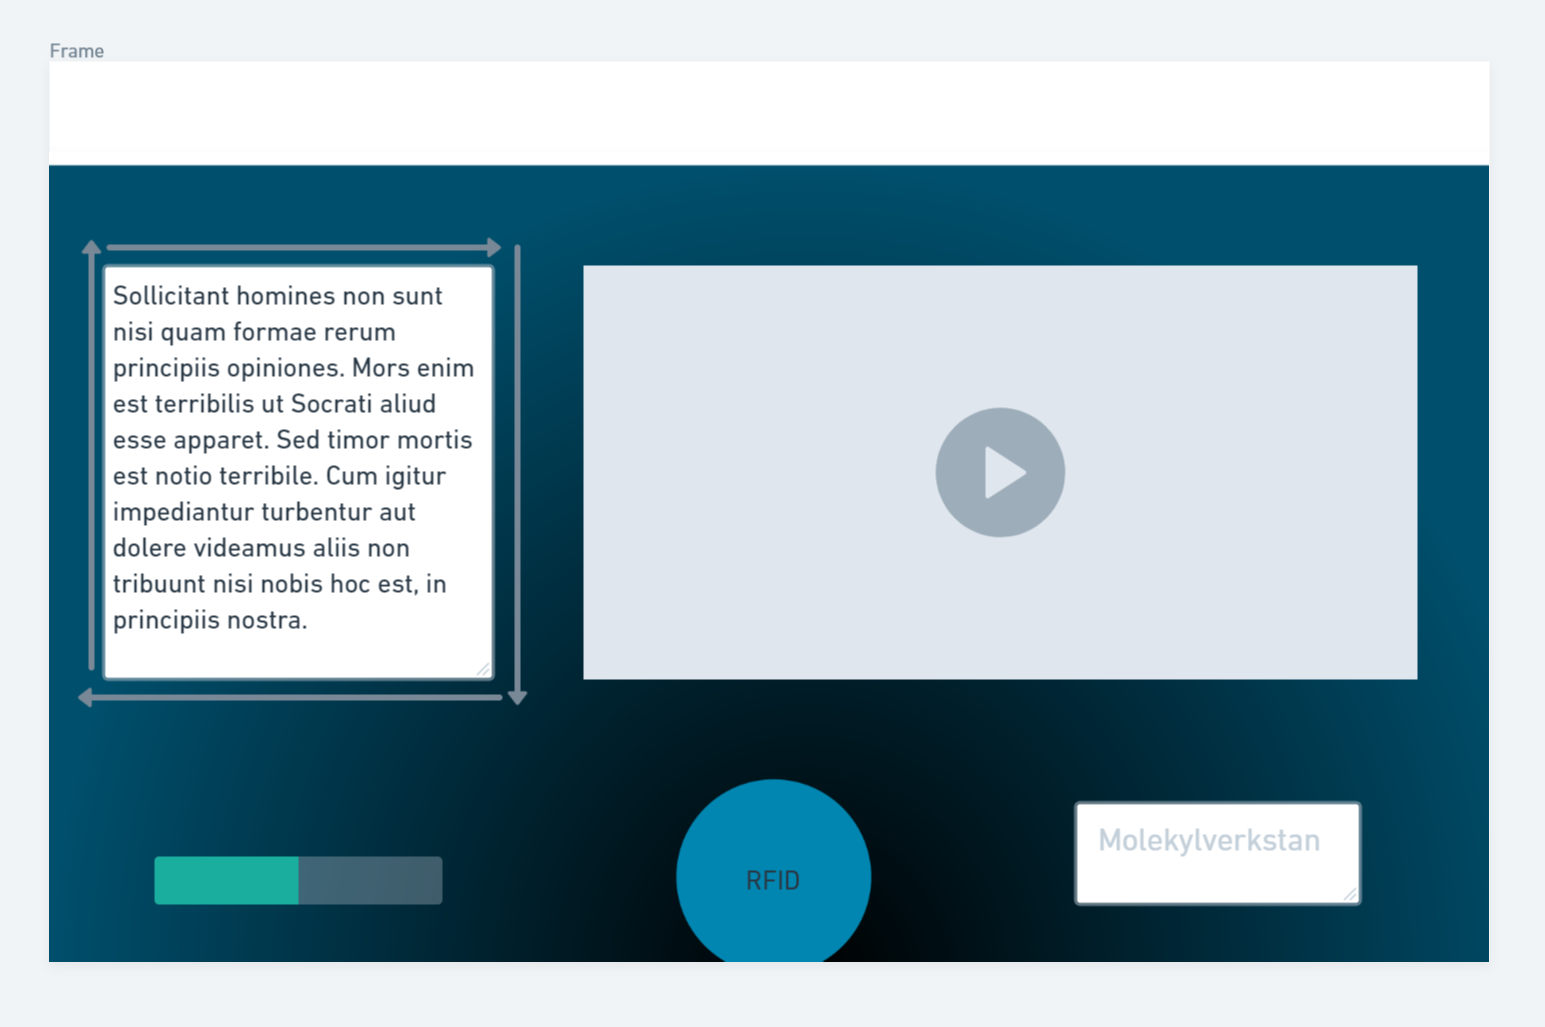 Frame
Sollicitant homines non sunt
nisi quam formae rerum
principiis opiniones. Mors enim
est terribilis ut Socrati aliud
esse apparet. Sed timor mortis
est notio terribile. Cum igitur
impediantur turbentur aut
dolere videamus aliis non
tribuunt nisi nobis hoc est, in
principiis nostra.
RFID
Molekylverkstan